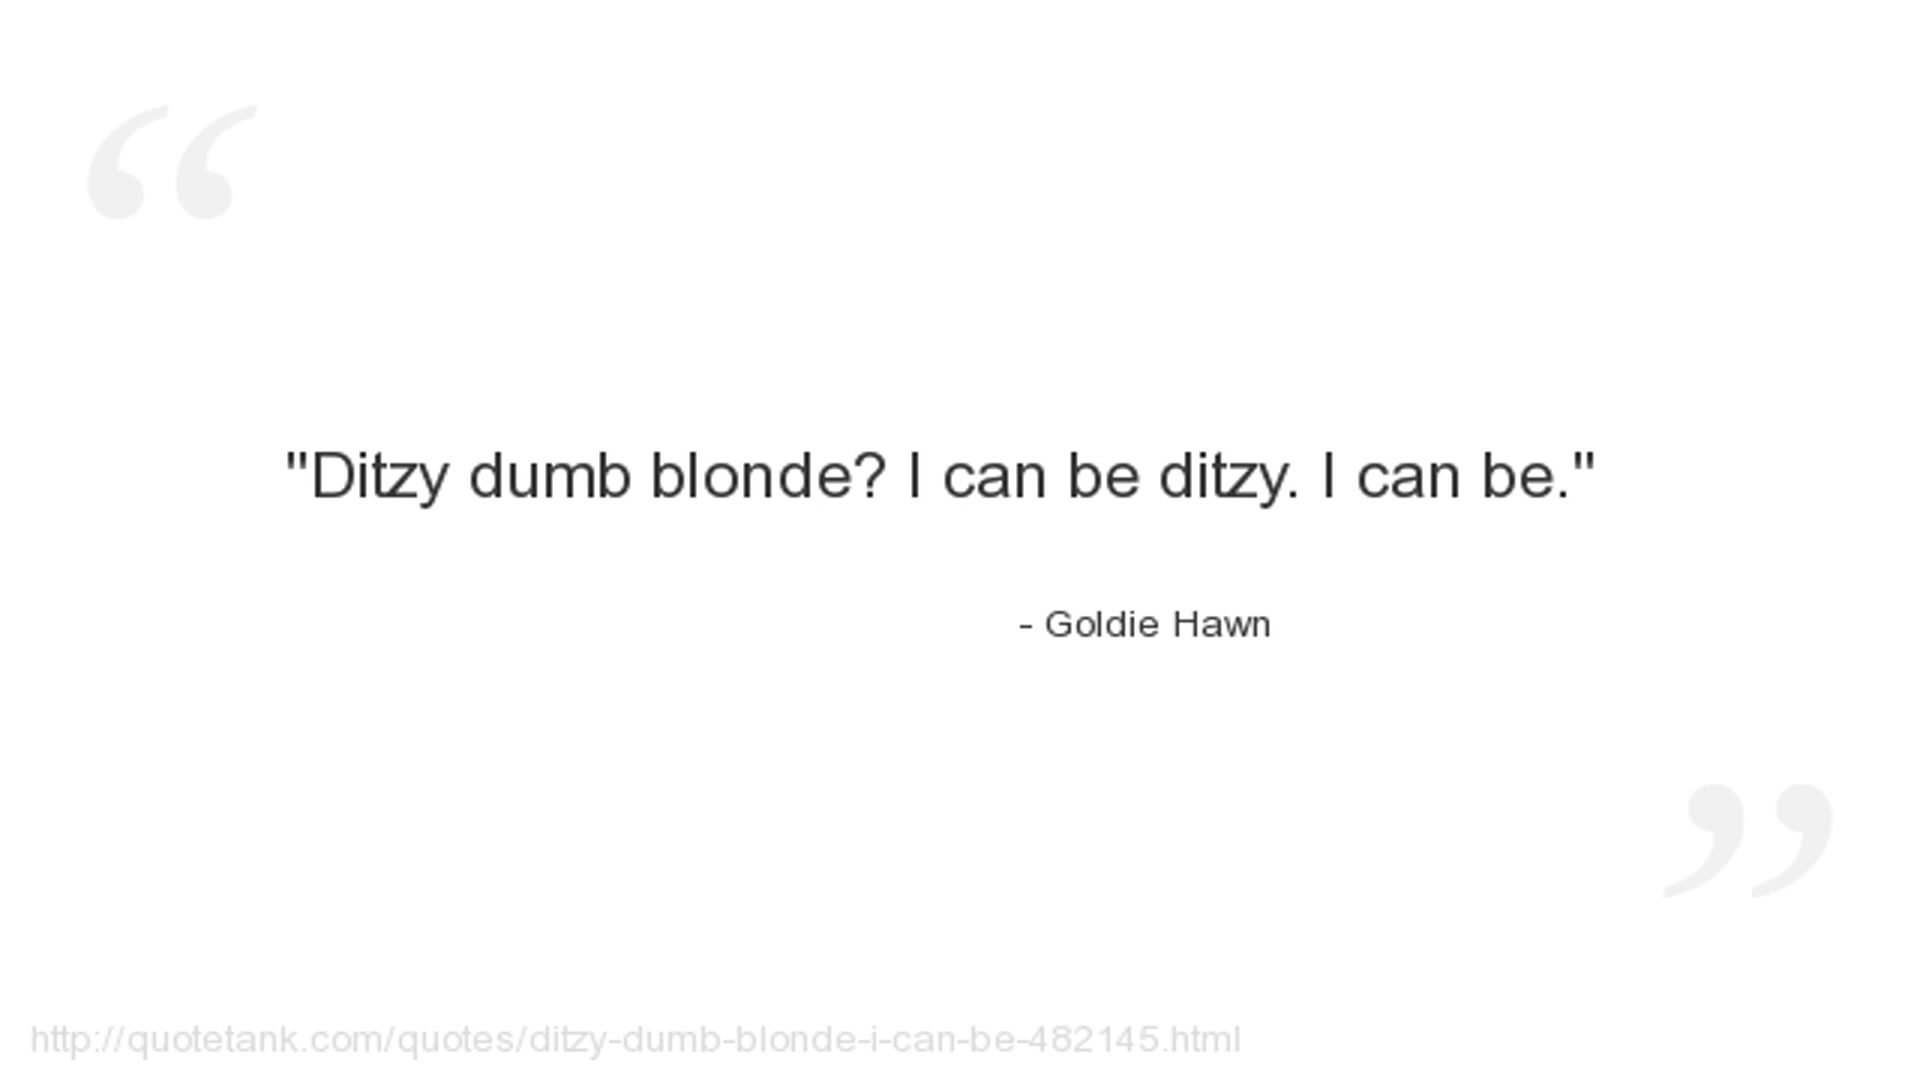 "Ditzy dumb blonde? I can be ditzy. I can be."
- Goldie Hawn
http://quotetank.com/quotes/ditzy-dumb-blonde-i-can-be-482145.html